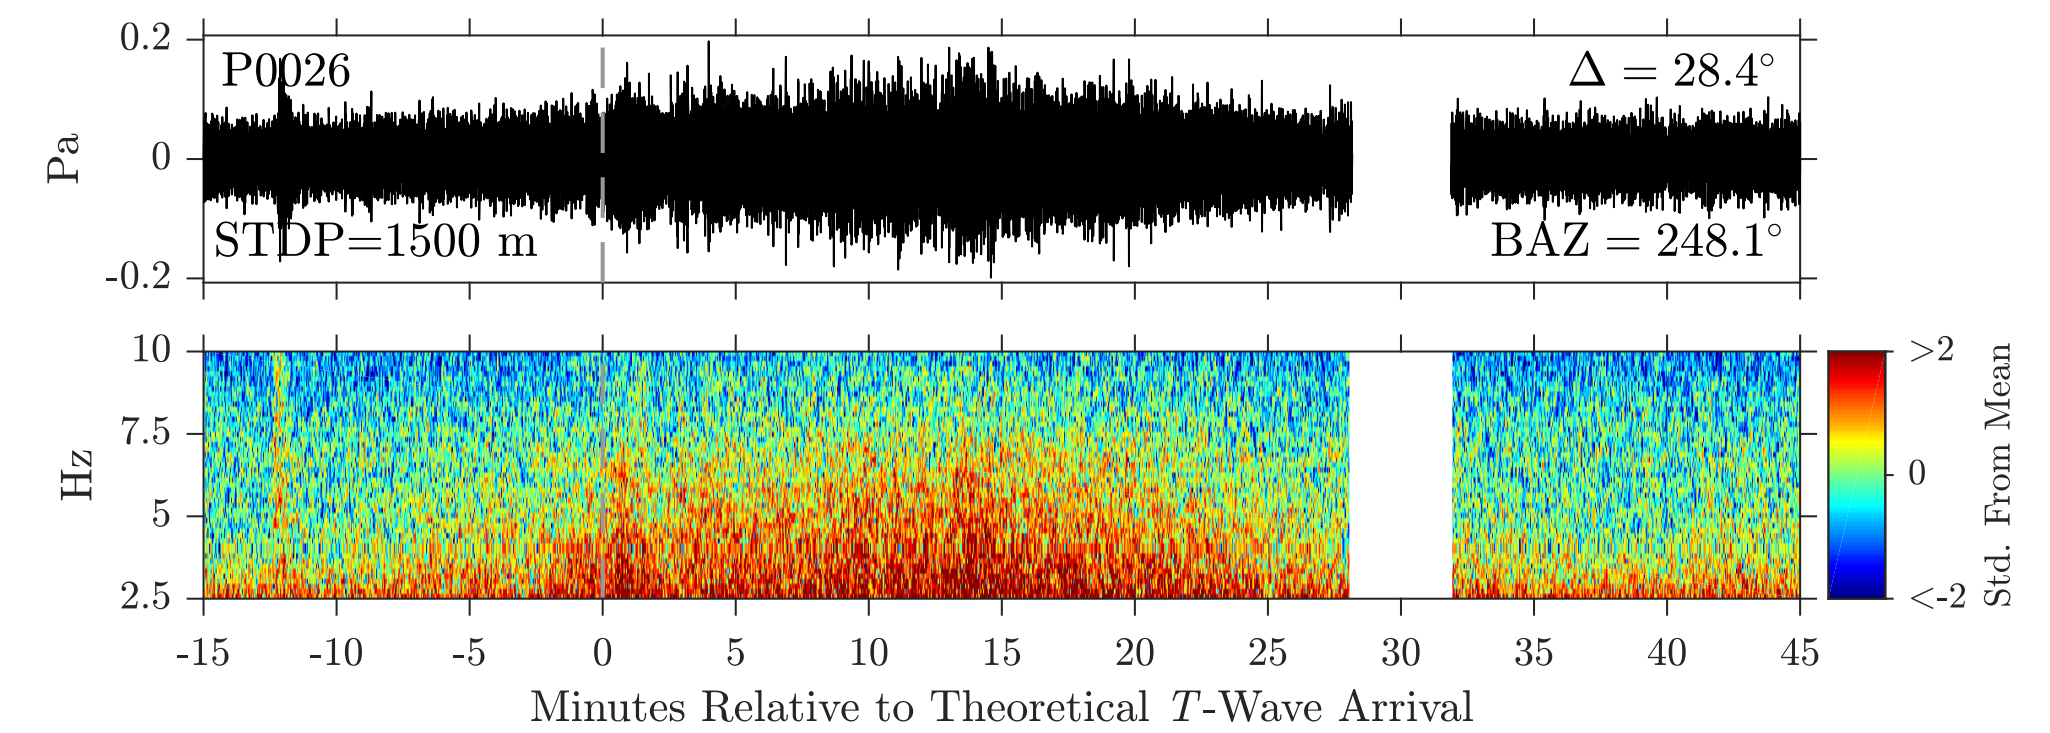 0.2
P0026
Δ = 28.4°
Pa
0
STDP=1500 m
BAZ = 248.1°
-0.2
10
7.5
Hz
5
2.5
>2
0
<-2
Std. From Mean
-15 -10 -5 0 5 10 15 20 25 30 35 40 45
Minutes Relative to Theoretical T-Wave Arrival